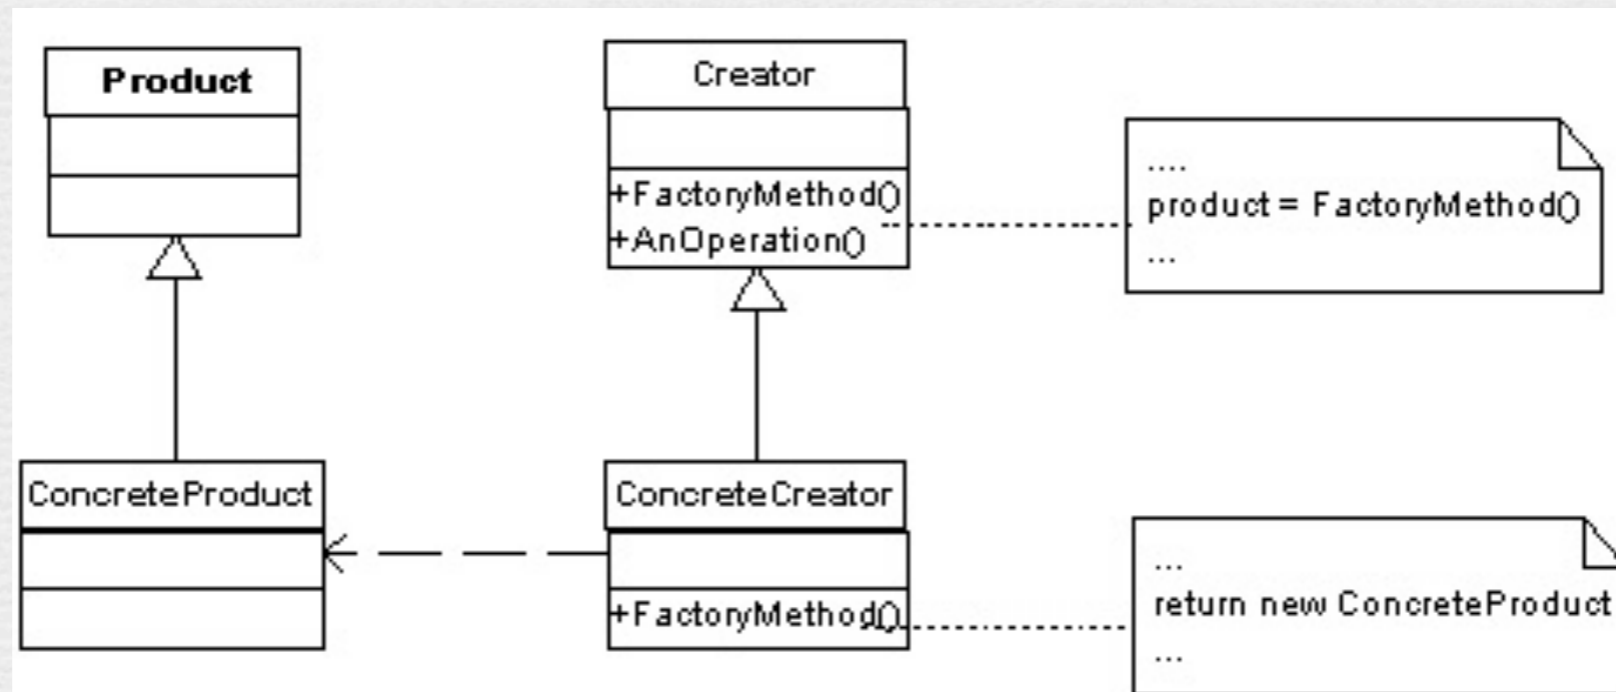 Product
Creator
+FactoryMethod()
+AnOperation()
....
product = FactoryMethod()
...
ConcreteProduct
ConcreteCreator
+FactoryMethod()
...
return new ConcreteProduct
...